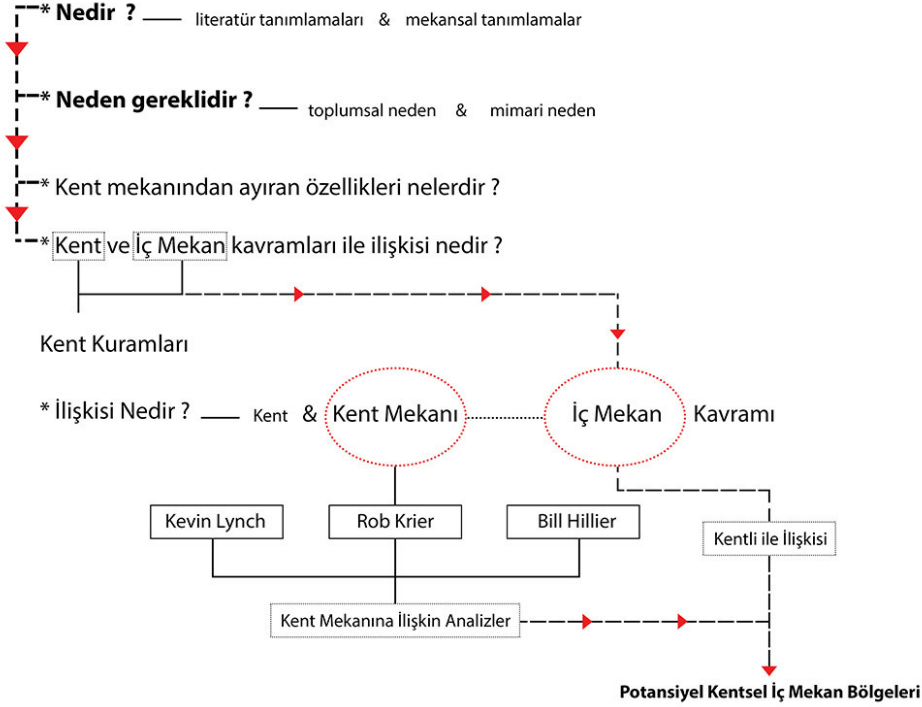 * Nedir ? literatür tanımlamaları & mekansal tanımlamalar
* Neden gereklidir ? toplumsal neden & mimari neden
* Kent mekanından ayıran özellikleri nelerdir ?
* Kent ve İç Mekan kavramları ile ilişkisi nedir ?
Kent Kuramları
* İlişkisi Nedir ? Kent & Kent Mekanı İç Mekan Kavramı
Kevin Lynch Rob Krier Bill Hillier
Kentli ile İlişkisi
Kent Mekanına İlişkin Analizler
Potansiyel Kentsel İç Mekan Bölgeleri